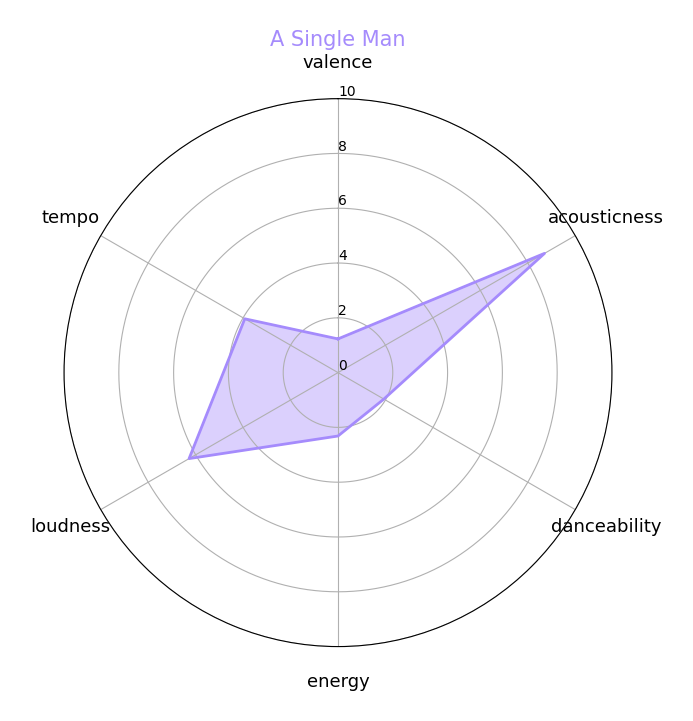 A Single Man
valence
10
8
6
4
2
0
tempo
acousticness
loudness
danceability
energy